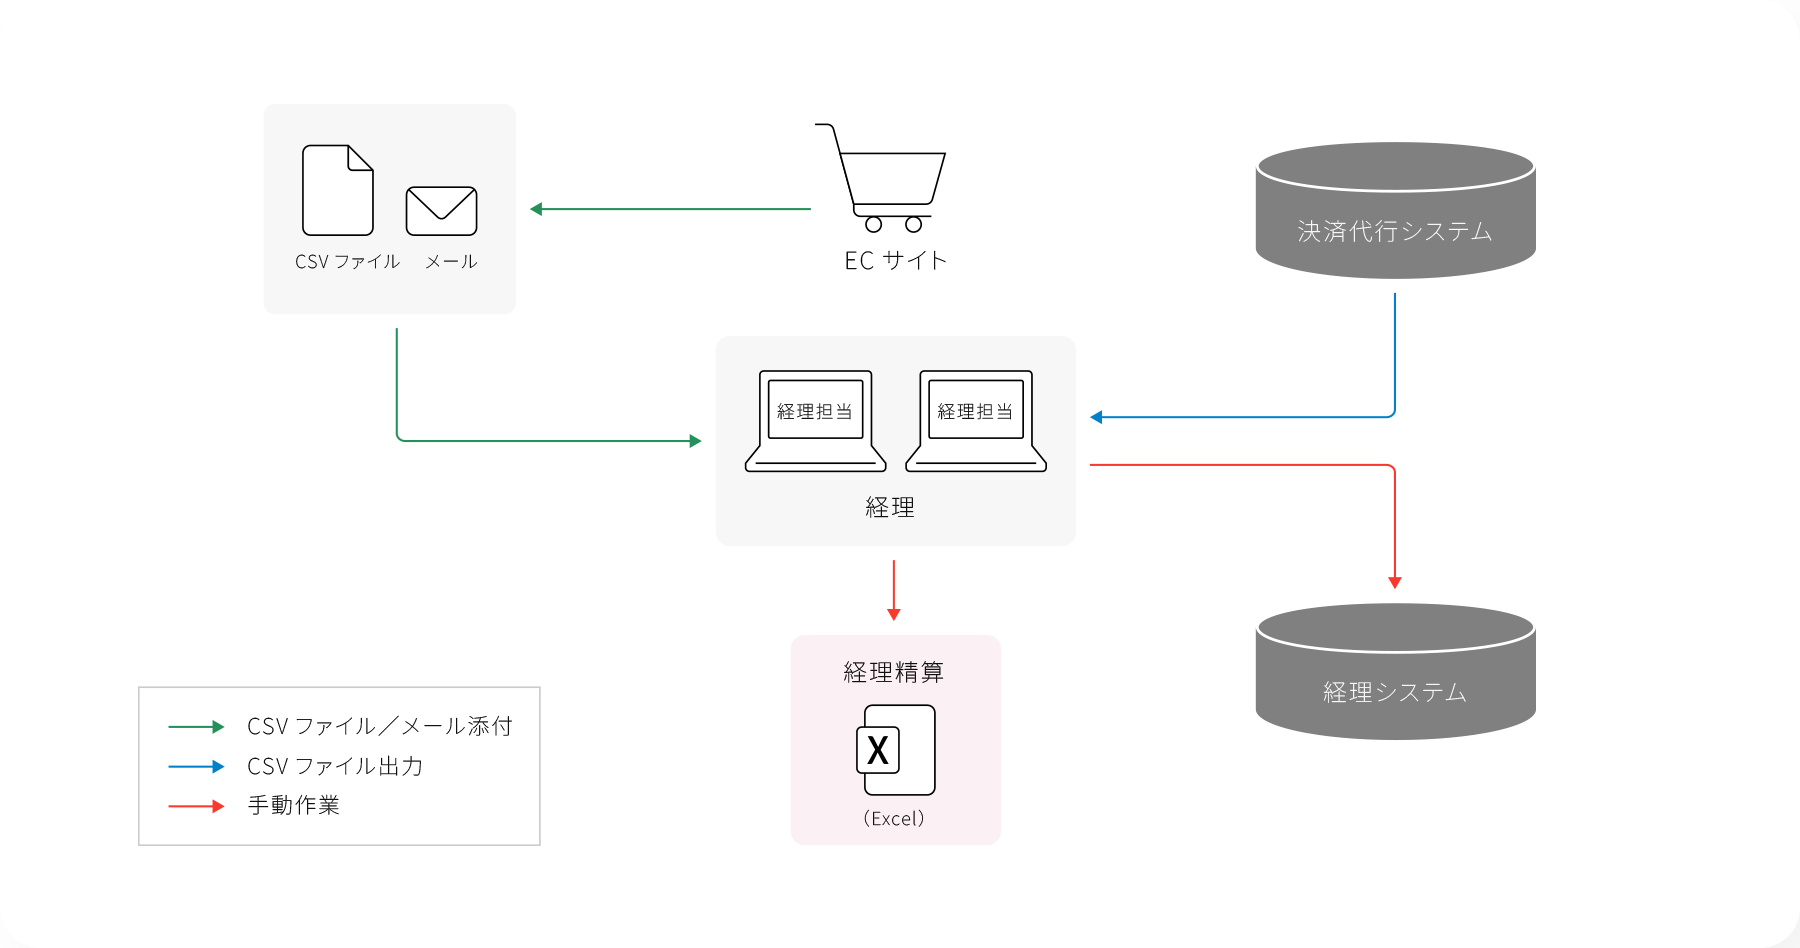 CSV ファイル
メール
EC サイト
決済代行システム
経理担当
経理担当
経理
経理精算
X
（Excel）
経理システム
CSV ファイル／メール添付
CSV ファイル出力
手動作業